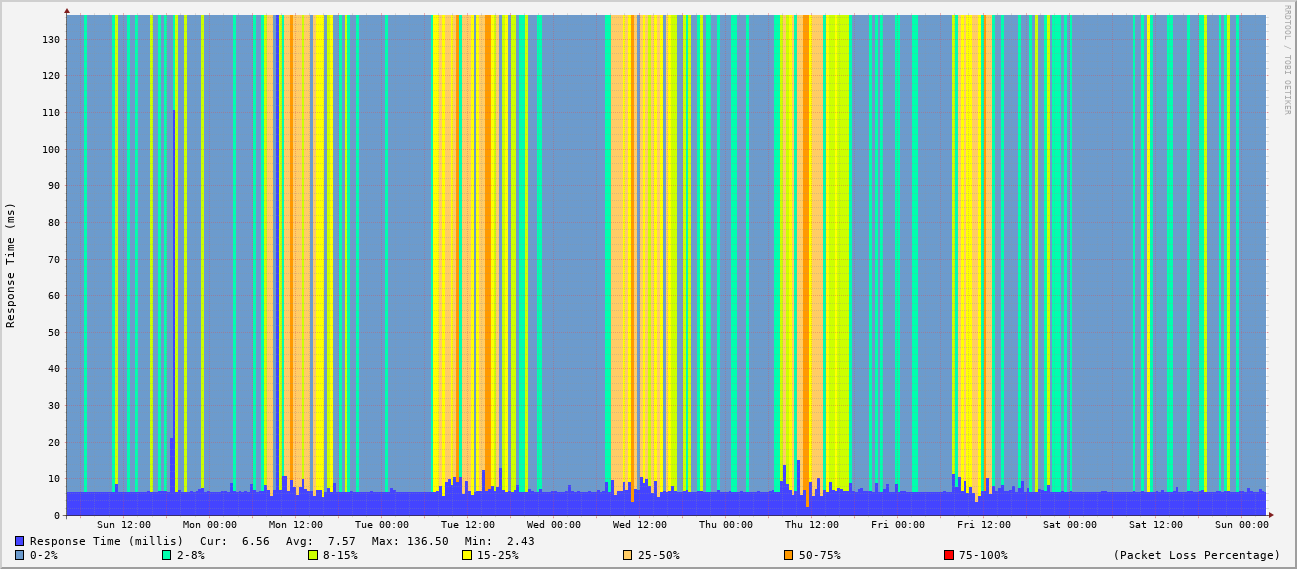 RRDTOOL / TOBI OETIKER
Response Time (ms)
130
120
110
100
90
80
70
60
50
40
30
20
10
0
Sun 12:00 Mon 00:00 Mon 12:00 Tue 00:00 Tue 12:00 Wed 00:00 Wed 12:00 Thu 00:00 Thu 12:00 Fri 00:00 Fri 12:00 Sat 00:00 Sat 12:00 Sun 00:00
Response Time (millis) Cur: 6.56 Avg: 7.57 Max: 136.50 Min: 2.43
0-2% 2-8% 8-15% 15-25% 25-50% 50-75% 75-100% (Packet Loss Percentage)